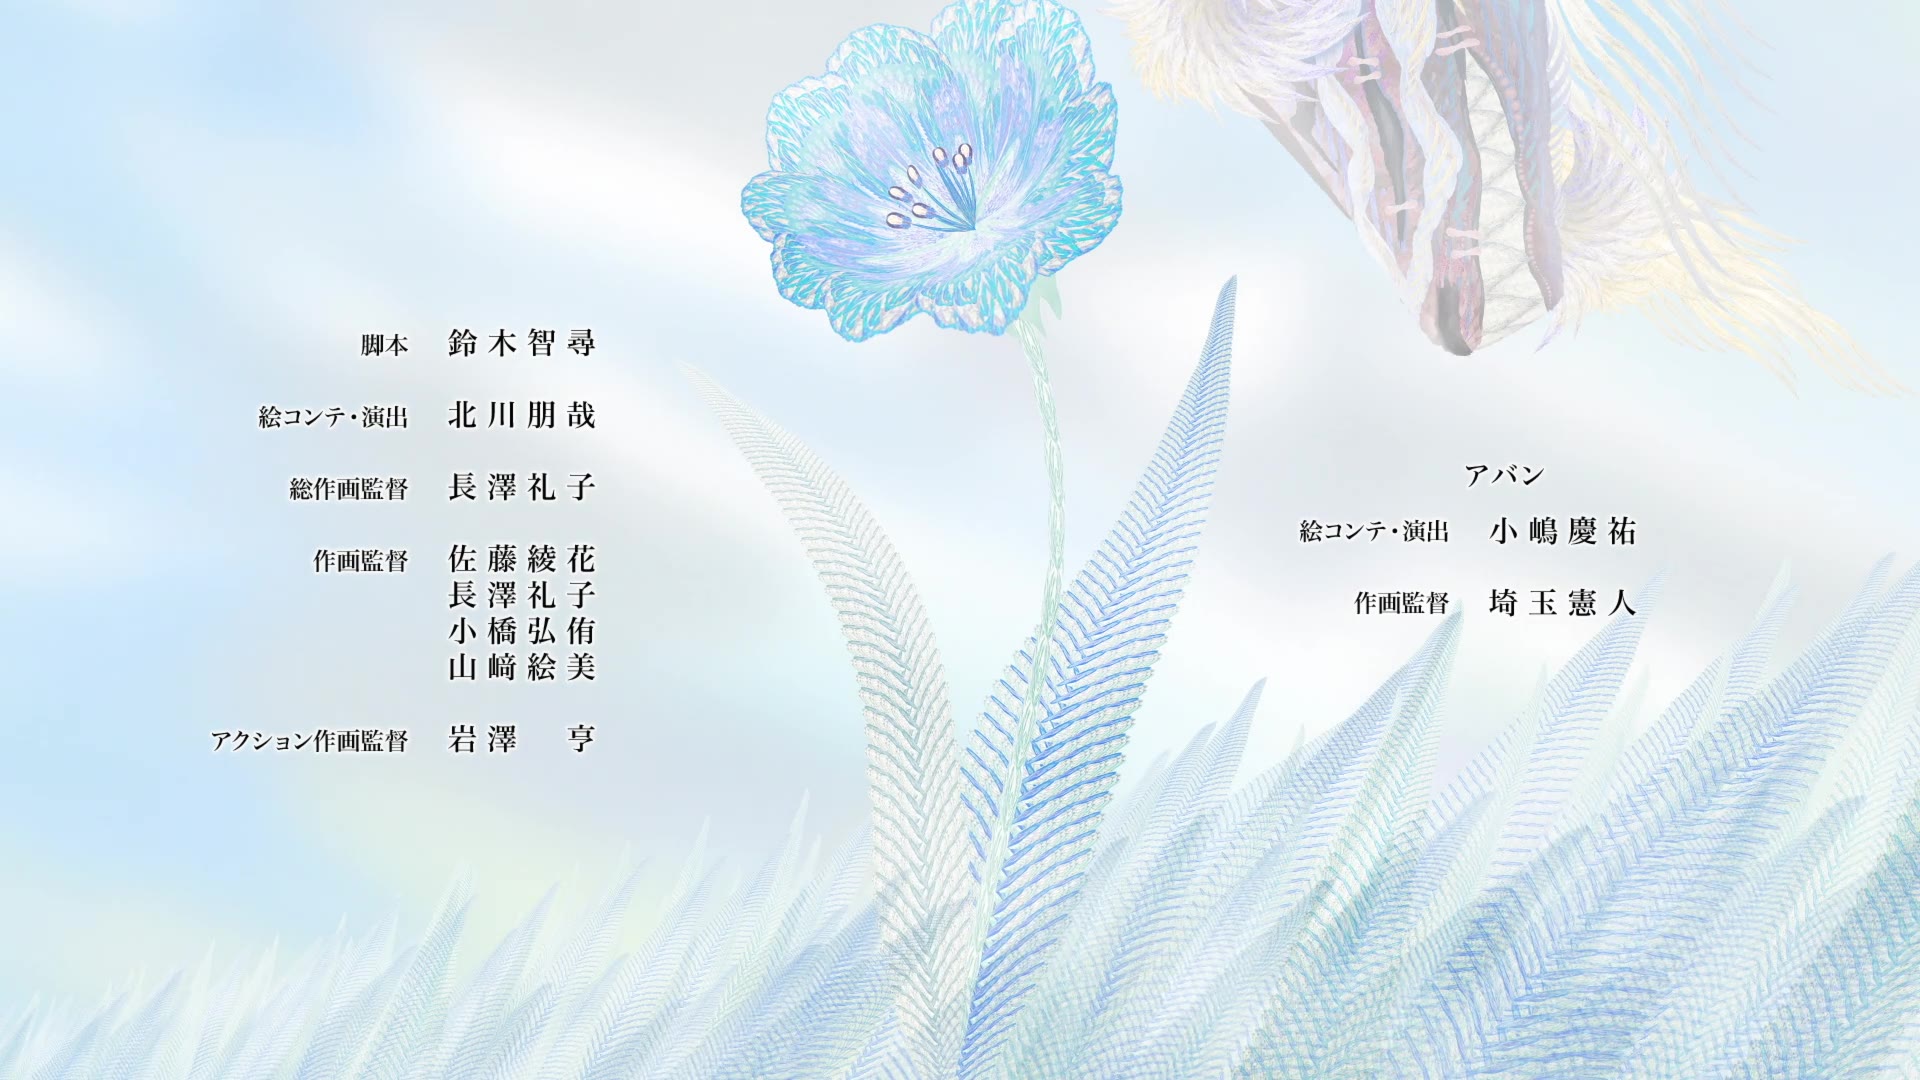 脚本 鈴木智尋
絵コンテ・演出 北川朋哉
総作画監督 長澤礼子
作画監督 佐藤綾花
長澤礼子
小橋弘侑
山﨑絵美
アクション作画監督 岩澤 亨
アバン
絵コンテ・演出 小嶋慶祐
作画監督 埼玉憲人